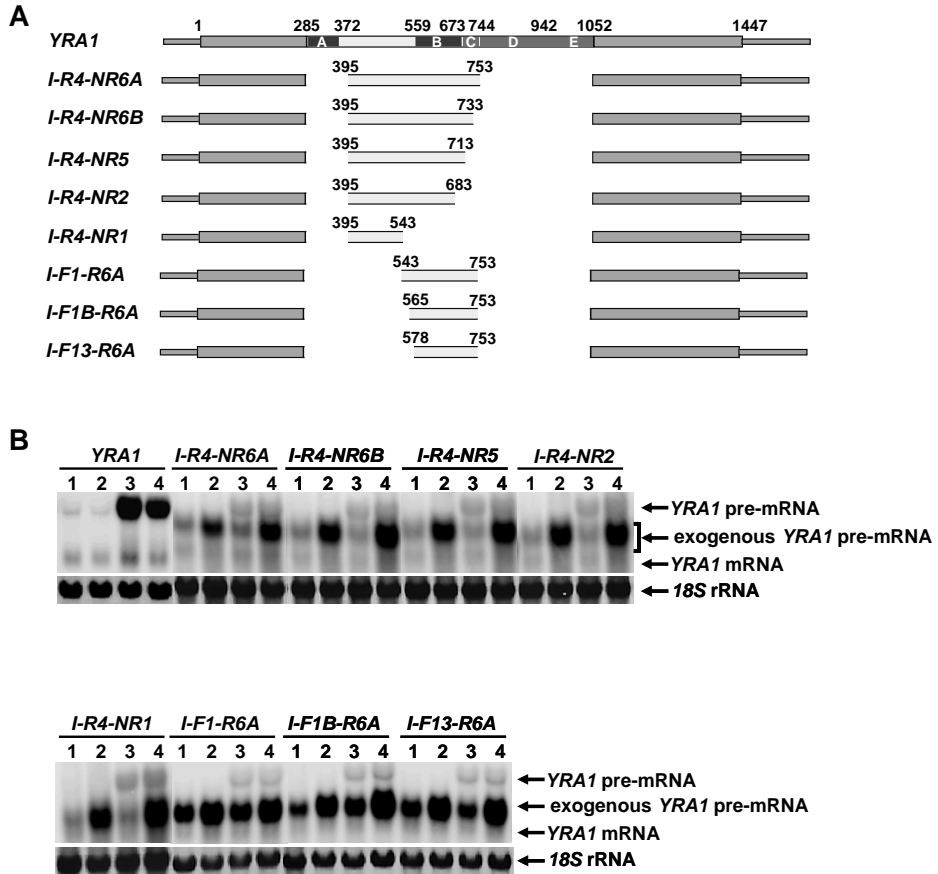 A
1 285 372 559 673 744 942 1052 1447
YRA1 A B C D E
I-R4-NR6A 395 753
I-R4-NR6B 395 733
I-R4-NR5 395 713
I-R4-NR2 395 683
I-R4-NR1 395 543
I-F1-R6A 543 753
I-F1B-R6A 565 753
I-F13-R6A 578 753
B
YRA1 I-R4-NR6A I-R4-NR6B I-R4-NR5 I-R4-NR2
1 2 3 4 1 2 3 4 1 2 3 4 1 2 3 4 1 2 3 4
YRA1 pre-mRNA
exogenous YRA1 pre-mRNA
YRA1 mRNA
18S rRNA
I-R4-NR1 I-F1-R6A I-F1B-R6A I-F13-R6A
1 2 3 4 1 2 3 4 1 2 3 4 1 2 3 4
YRA1 pre-mRNA
exogenous YRA1 pre-mRNA
YRA1 mRNA
18S rRNA